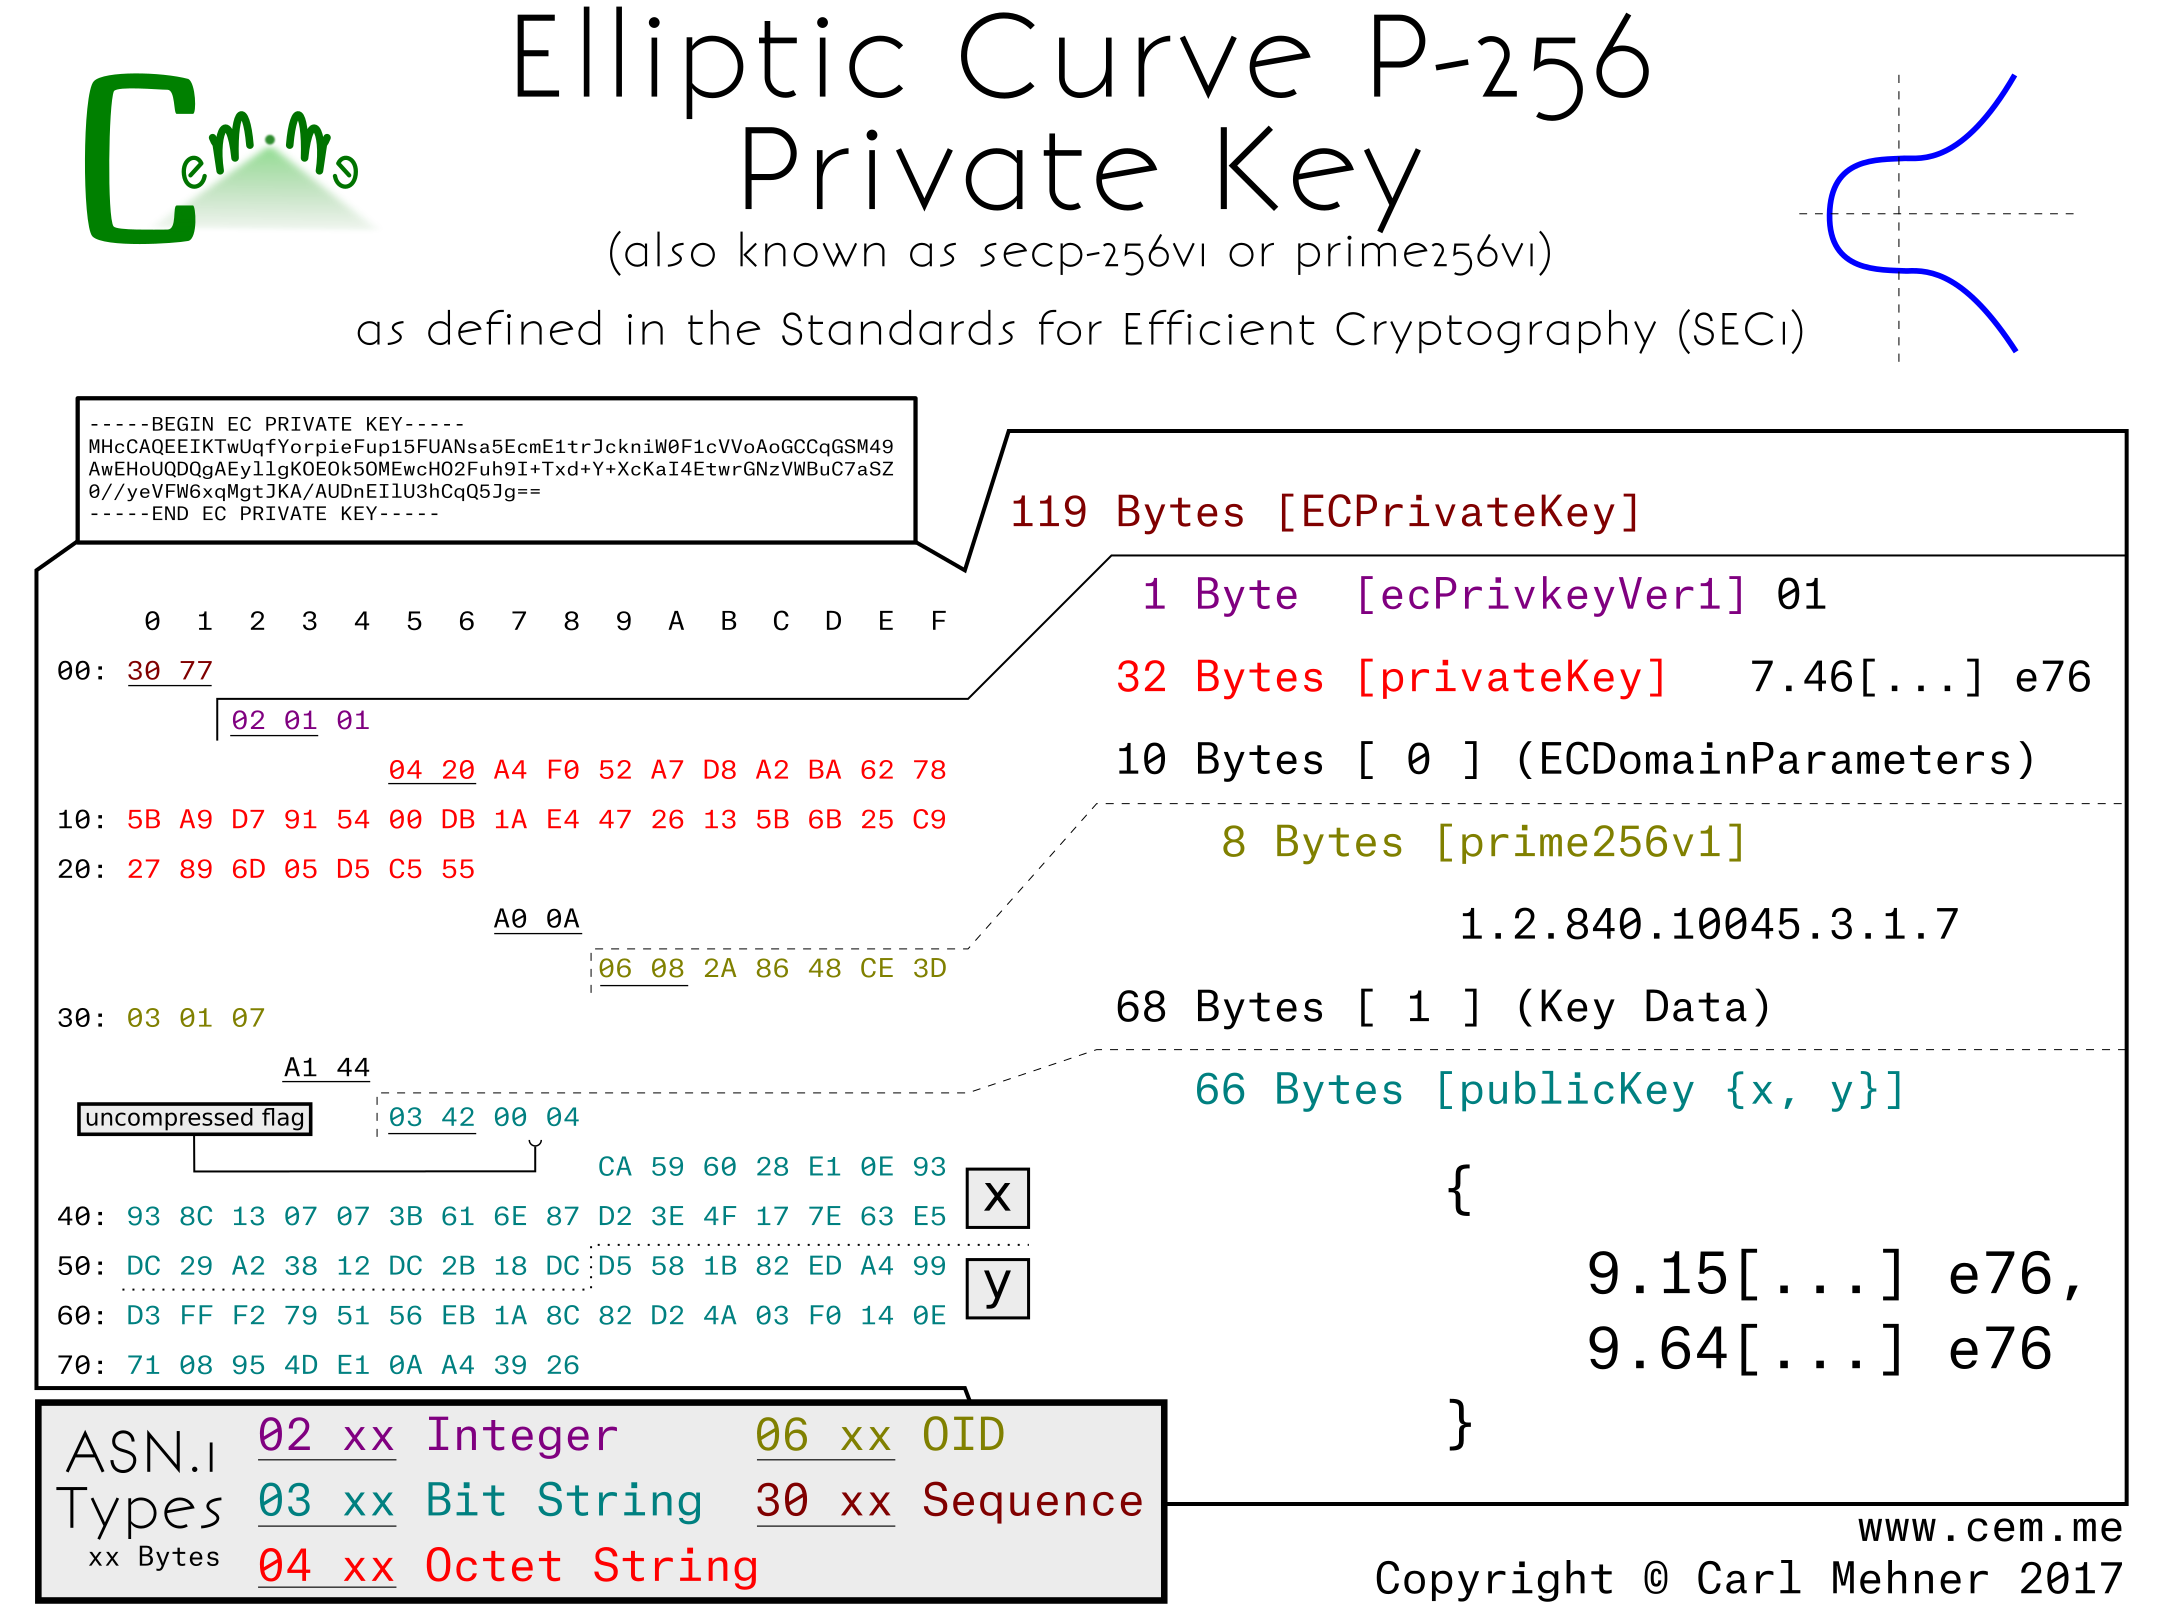 Cem.me
Elliptic Curve P-256
Private Key
(also known as secp-256v1 or prime256v1)
as defined in the Standards for Efficient Cryptography (SEC1)
-----BEGIN EC PRIVATE KEY-----
MHcCAQEEIKTwUqfYorpieFup15FUANsa5EcmE1trJckniW0F1cVVoAoGCCqGSM49
AwEHoUQDQgAEyllgKOEOk5OMEwcHO2Fuh9I+Txd+Y+XcKaI4EtwrGNzVWBuC7aSZ
0//yeVFW6xqMgtJKA/AUDnEIlU3hCqQ5Jg==
-----END EC PRIVATE KEY-----
0 1 2 3 4 5 6 7 8 9 A B C D E F
00: 30 77
02 01 01
04 20 A4 F0 52 A7 D8 A2 BA 62 78
10: 5B A9 D7 91 54 00 DB 1A E4 47 26 13 5B 6B 25 C9
20: 27 89 6D 05 D5 C5 55
A0 0A
06 08 2A 86 48 CE 3D
30: 03 01 07
A1 44
uncompressed flag
03 42 00 04
CA 59 60 28 E1 0E 93
x
40: 93 8C 13 07 07 3B 61 6E 87 D2 3E 4F 17 7E 63 E5
50: DC 29 A2 38 12 DC 2B 18 DC D5 58 1B 82 ED A4 99
y
60: D3 FF F2 79 51 56 EB 1A 8C 82 D2 4A 03 F0 14 0E
70: 71 08 95 4D E1 0A A4 39 26
119 Bytes [ECPrivateKey]
1 Byte [ecPrivkeyVer1] 01
32 Bytes [privateKey] 7.46[...] e76
10 Bytes [ 0 ] (ECDomainParameters)
8 Bytes [prime256v1]
1.2.840.10045.3.1.7
68 Bytes [ 1 ] (Key Data)
66 Bytes [publicKey {x, y}]
{
9.15[...] e76,
9.64[...] e76
}
ASN.1
Types
xx Bytes
02 xx Integer
03 xx Bit String
04 xx Octet String
06 xx OID
30 xx Sequence
www.cem.me
Copyright © Carl Mehner 2017